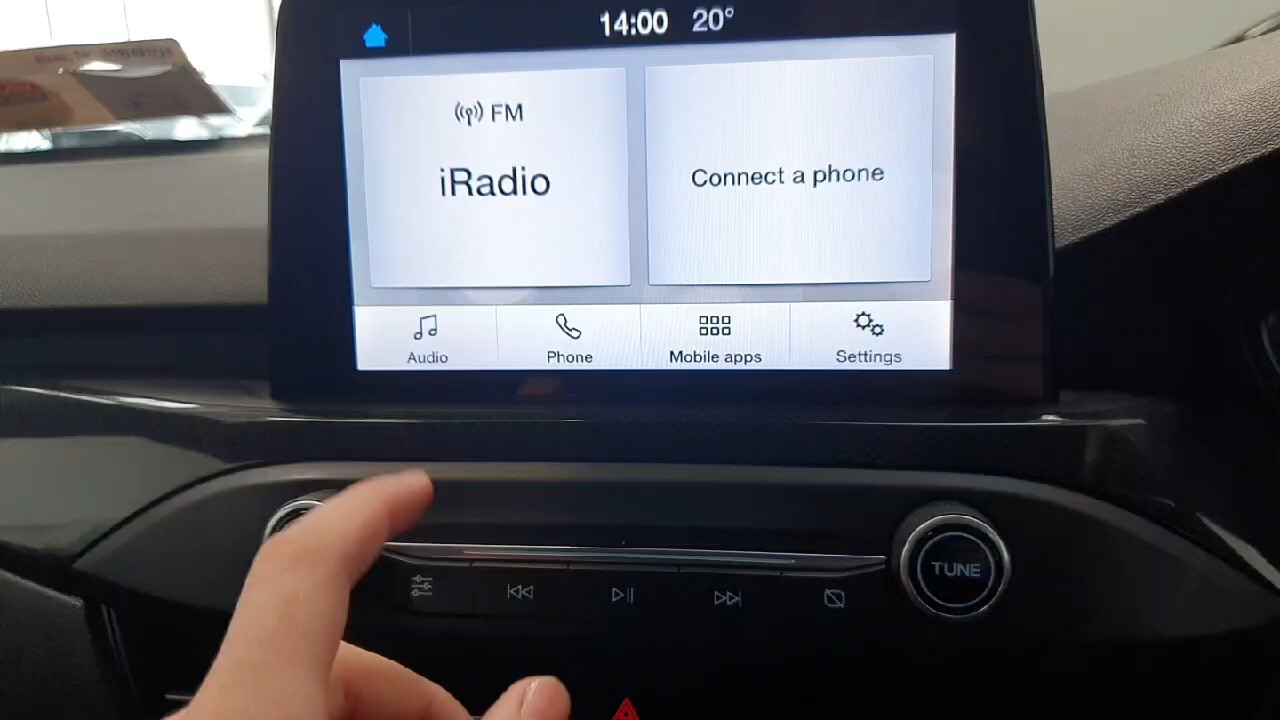 14:00 20°
FM
iRadio
Connect a phone
Audio
Phone
Mobile apps
Settings
TUNE